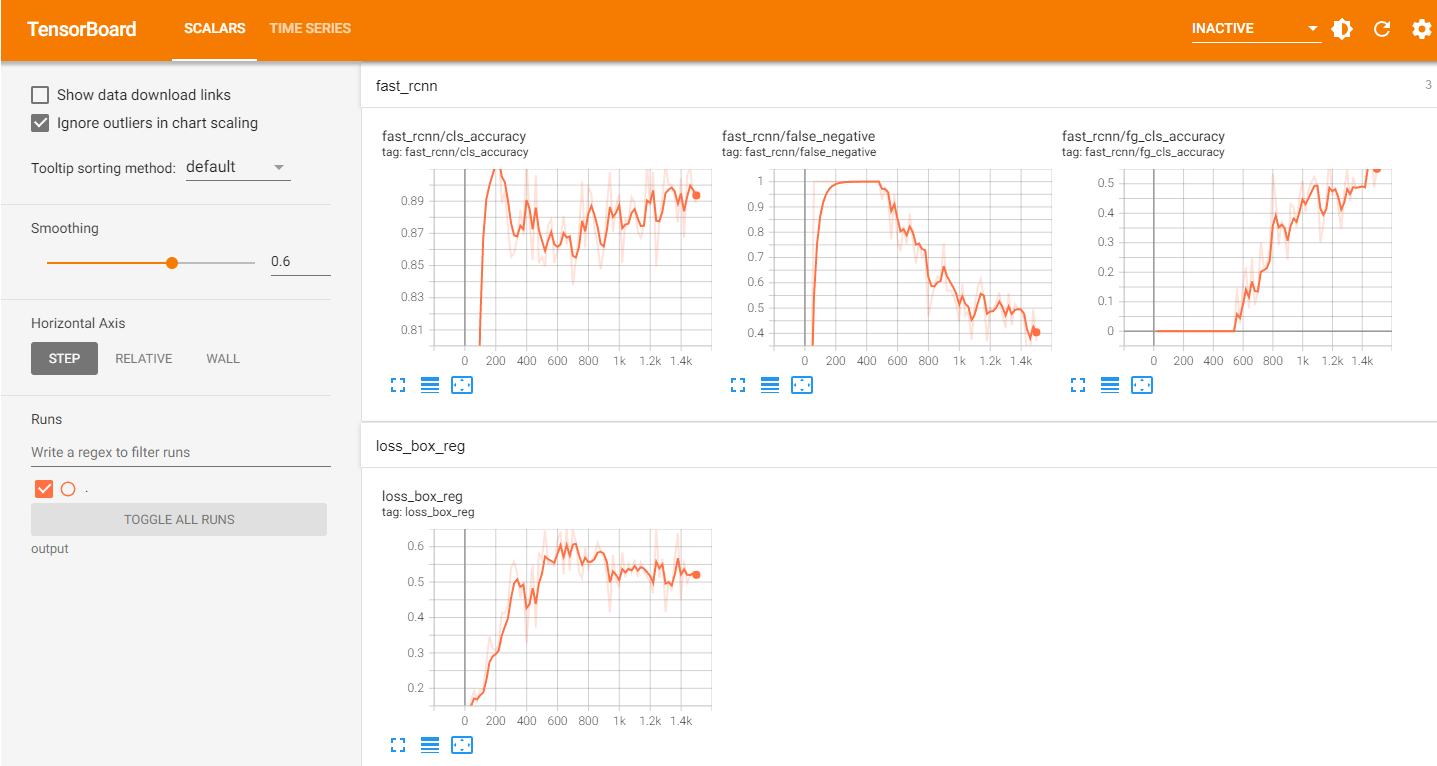 TensorBoard SCALARS TIME SERIES INACTIVE
Show data download links
Ignore outliers in chart scaling
Tooltip sorting method: default
Smoothing
0.6
Horizontal Axis
STEP RELATIVE WALL
Runs
Write a regex to filter runs
.
TOGGLE ALL RUNS
output
fast_rcnn 3
fast_rcnn/cls_accuracy
tag: fast_rcnn/cls_accuracy
0.89
0.87
0.85
0.83
0.81
0 200 400 600 800 1k 1.2k 1.4k
fast_rcnn/false_negative
tag: fast_rcnn/false_negative
1
0.9
0.8
0.7
0.6
0.5
0.4
0 200 400 600 800 1k 1.2k 1.4k
fast_rcnn/fg_cls_accuracy
tag: fast_rcnn/fg_cls_accuracy
0.5
0.4
0.3
0.2
0.1
0
0 200 400 600 800 1k 1.2k 1.4k
loss_box_reg
loss_box_reg
tag: loss_box_reg
0.6
0.5
0.4
0.3
0.2
0 200 400 600 800 1k 1.2k 1.4k